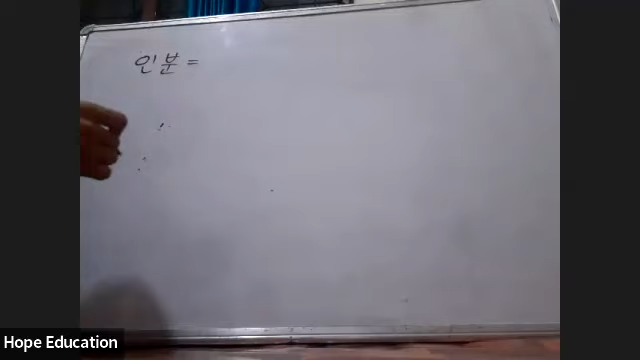 인분 =
Hope Education